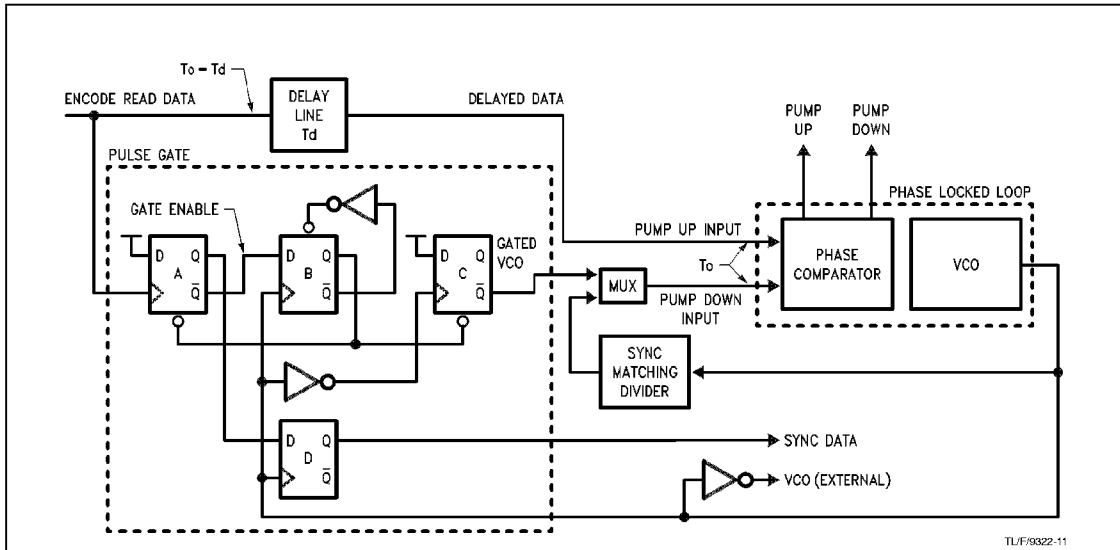 To – Td
ENCODE READ DATA
DELAY
LINE
Td
DELAYED DATA
PUMP
UP
PUMP
DOWN
PULSE GATE
PHASE LOCKED LOOP
GATE ENABLE
D Q
A
Q̅
D Q
B
Q̅
D Q
C
Q̅
GATED
VCO
PUMP UP INPUT
To
PHASE
COMPARATOR
VCO
MUX
PUMP DOWN
INPUT
SYNC
MATCHING
DIVIDER
D Q
D
Q̅
SYNC DATA
VCO (EXTERNAL)
TL/F/9322-11